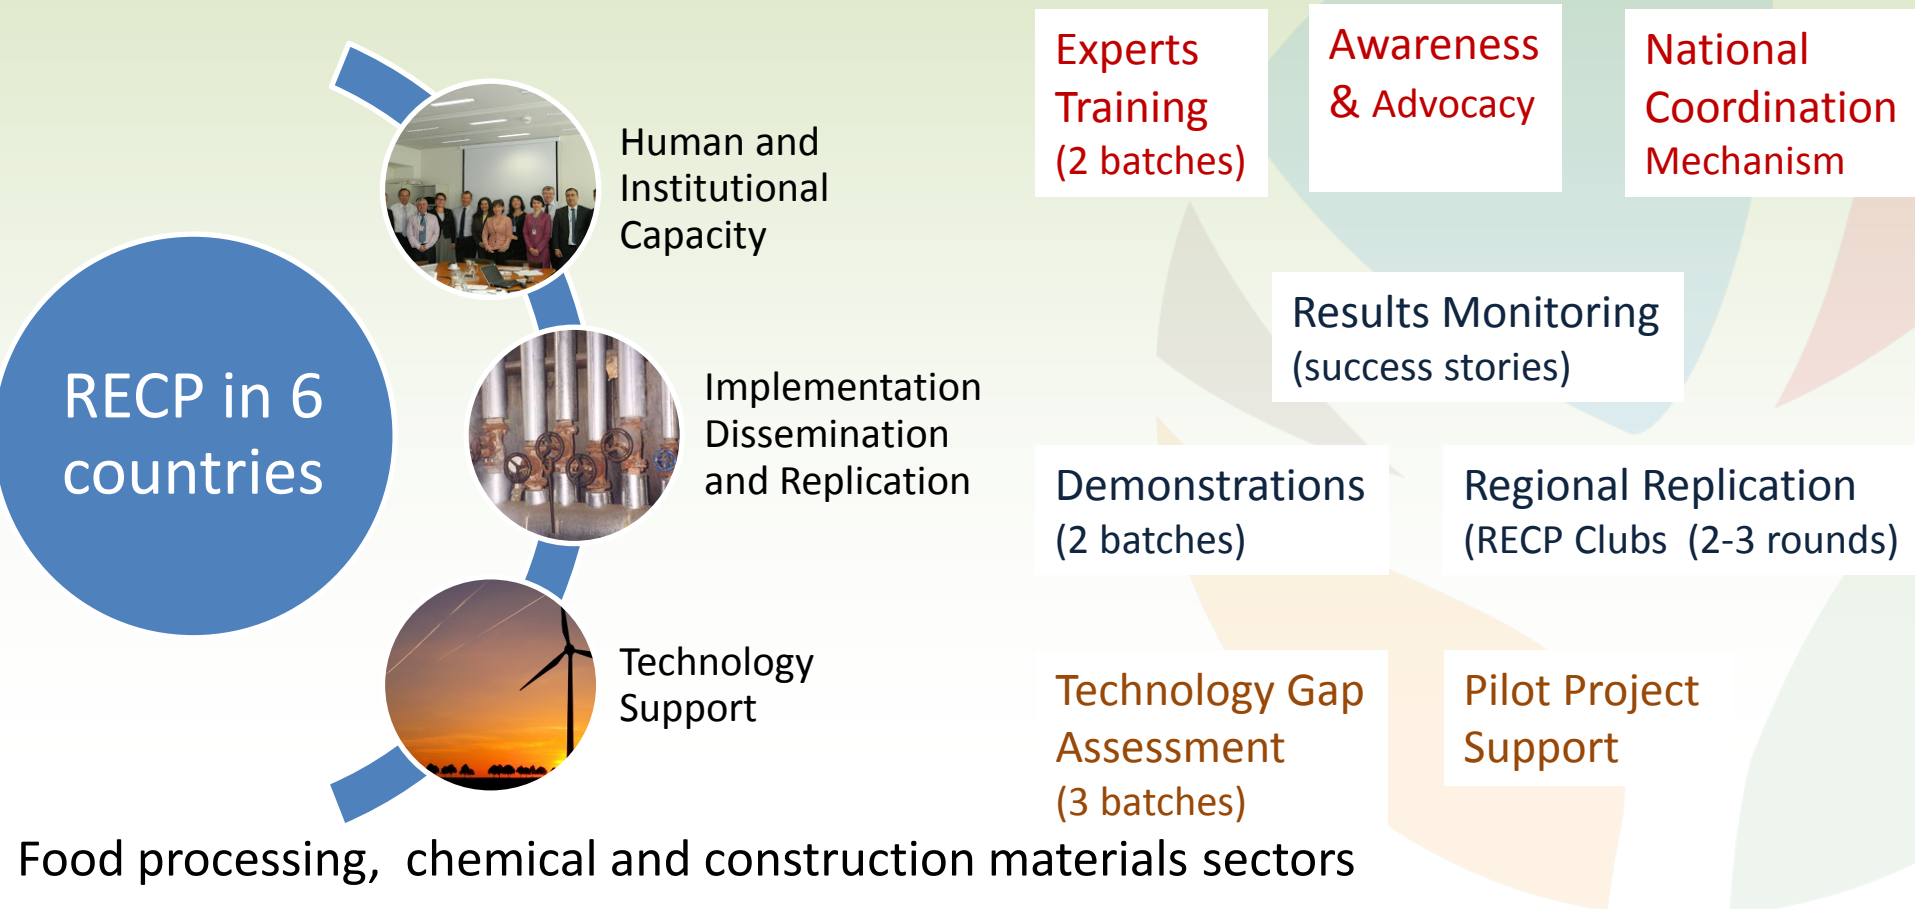 RECP in 6
countries
Human and
Institutional
Capacity
Implementation
Dissemination
and Replication
Technology
Support
Experts
Training
(2 batches)
Awareness
& Advocacy
National
Coordination
Mechanism
Results Monitoring
(success stories)
Demonstrations
(2 batches)
Regional Replication
(RECP Clubs  (2-3 rounds)
Technology Gap
Assessment
(3 batches)
Pilot Project
Support
Food processing,  chemical and construction materials sectors